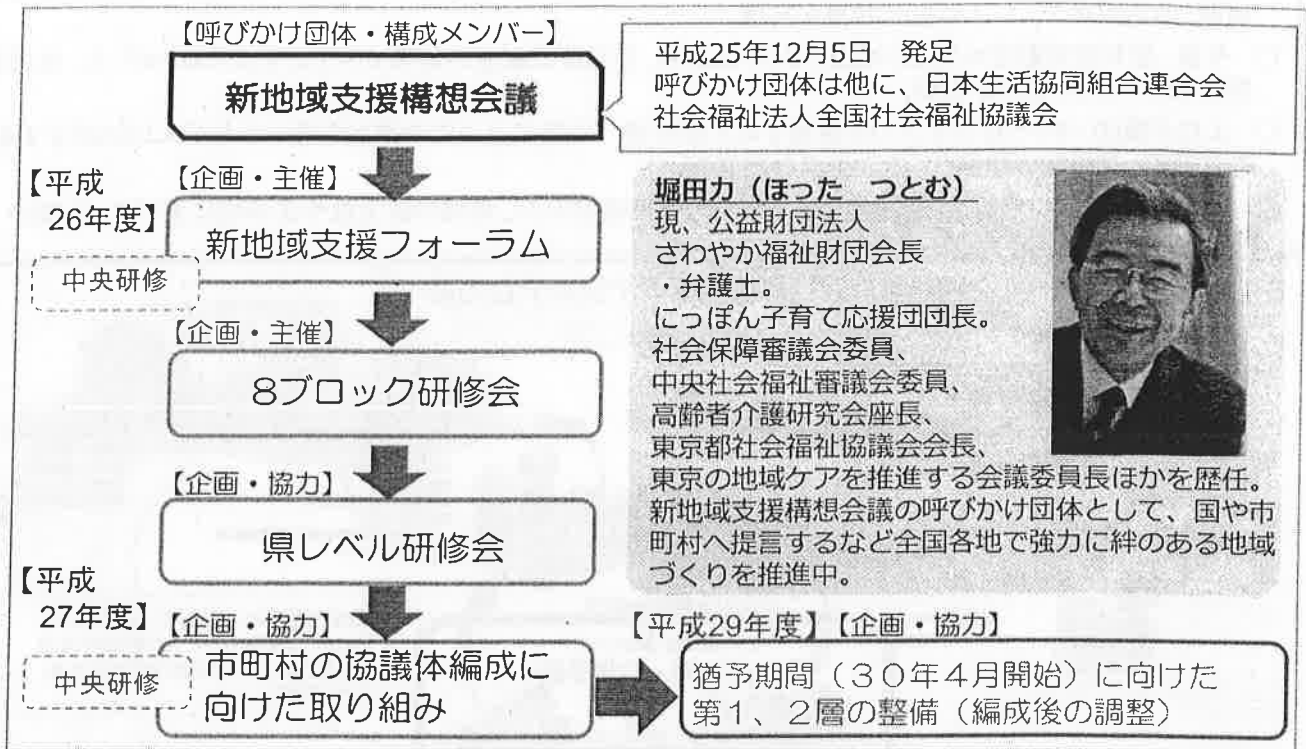 【呼びかけ団体・構成メンバー】
新地域支援構想会議
平成25年12月5日　発足
呼びかけ団体は他に、日本生活協同組合連合会
社会福祉法人全国社会福祉協議会
【平成
26年度】
【企画・主催】
新地域支援フォーラム
中央研修
【企画・主催】
8ブロック研修会
【企画・協力】
県レベル研修会
【平成
27年度】
【企画・協力】
中央研修
市町村の協議体編成に
向けた取り組み
堀田力（ほった　つとむ）
現、公益財団法人
さわやか福祉財団会長
・弁護士。
にっぽん子育て応援団団長。
社会保障審議会委員、
中央社会福祉審議会委員、
高齢者介護研究会座長、
東京都社会福祉協議会会長、
東京の地域ケアを推進する会議委員長ほかを歴任。
新地域支援構想会議の呼びかけ団体として、国や市
町村へ提言するなど全国各地で強力に絆のある地域
づくりを推進中。
【平成29年度】【企画・協力】
猶予期間（３０年４月開始）に向けた
第１、２層の整備（編成後の調整）